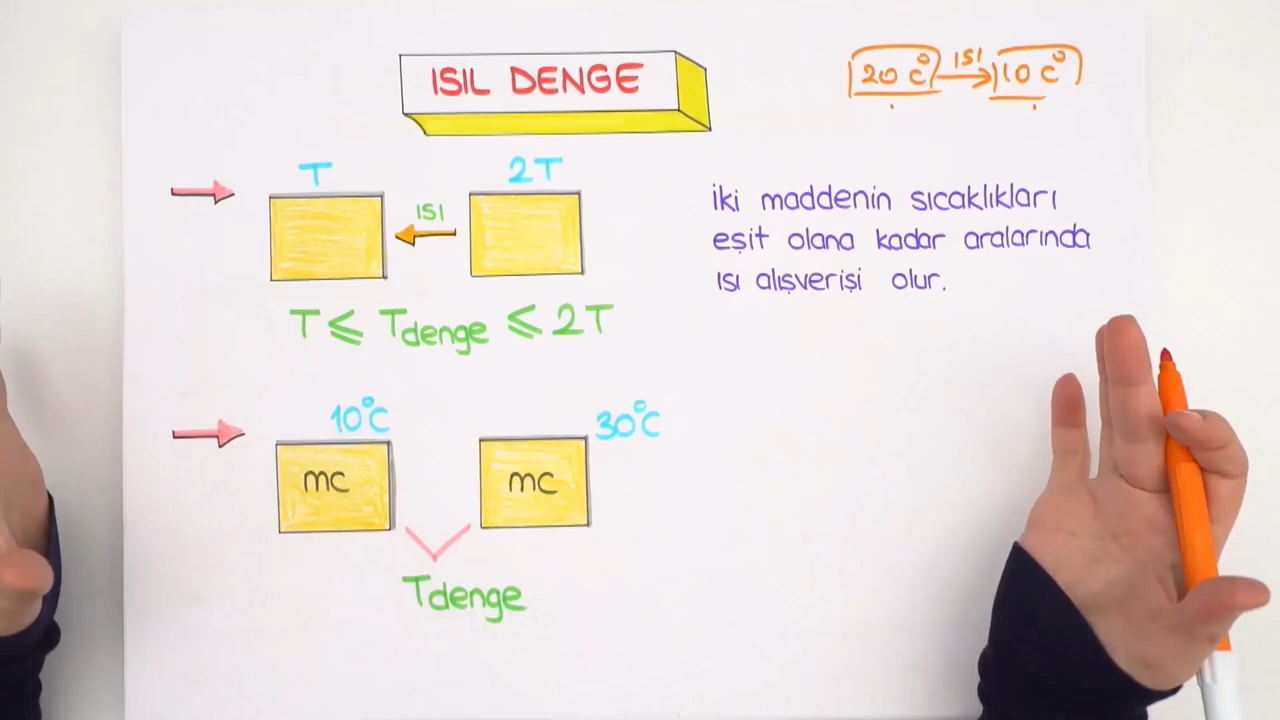 ISIL DENGE
20 C° ISI 10 C°
T 2T
ISI
T ⩽ Tdenge ⩽ 2T
İki maddenin sıcaklıkları
eşit olana kadar aralarında
ısı alışverişi olur.
10°C 30°C
mc mc
Tdenge